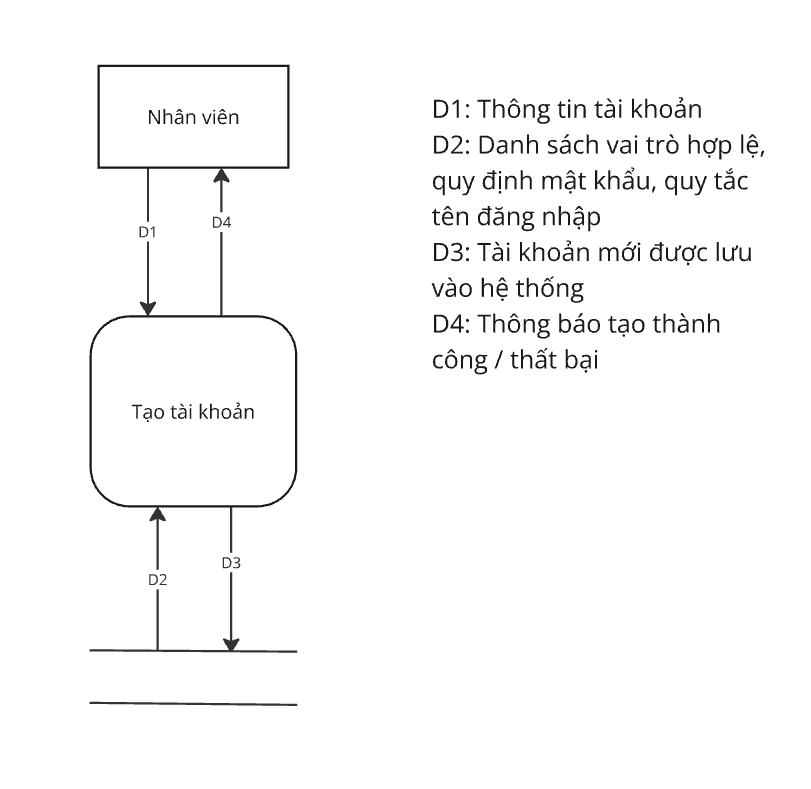 Nhân viên
D1
D4
Tạo tài khoản
D2
D3
D1: Thông tin tài khoản
D2: Danh sách vai trò hợp lệ,
quy định mật khẩu, quy tắc
tên đăng nhập
D3: Tài khoản mới được lưu
vào hệ thống
D4: Thông báo tạo thành
công / thất bại